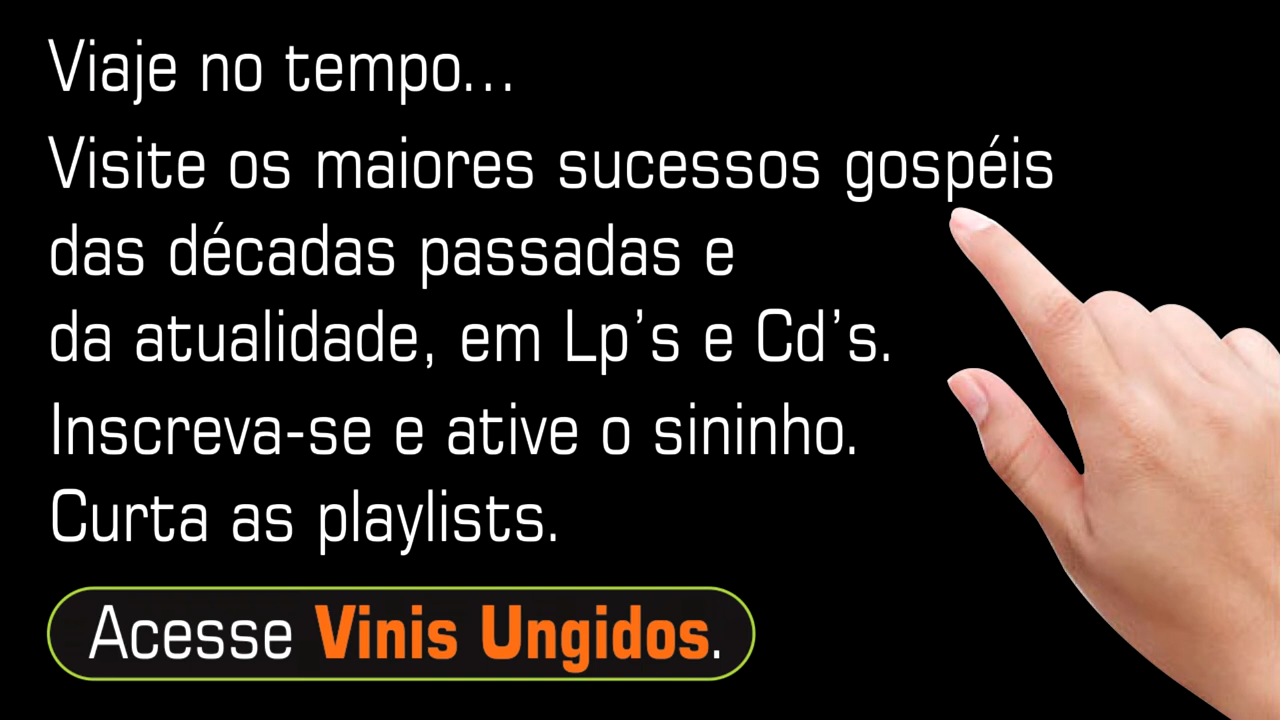 Viaje no tempo...
Visite os maiores sucessos gospéis
das décadas passadas e
da atualidade, em Lp's e Cd's.
Inscreva-se e ative o sininho.
Curta as playlists.
Acesse Vinis Ungidos.